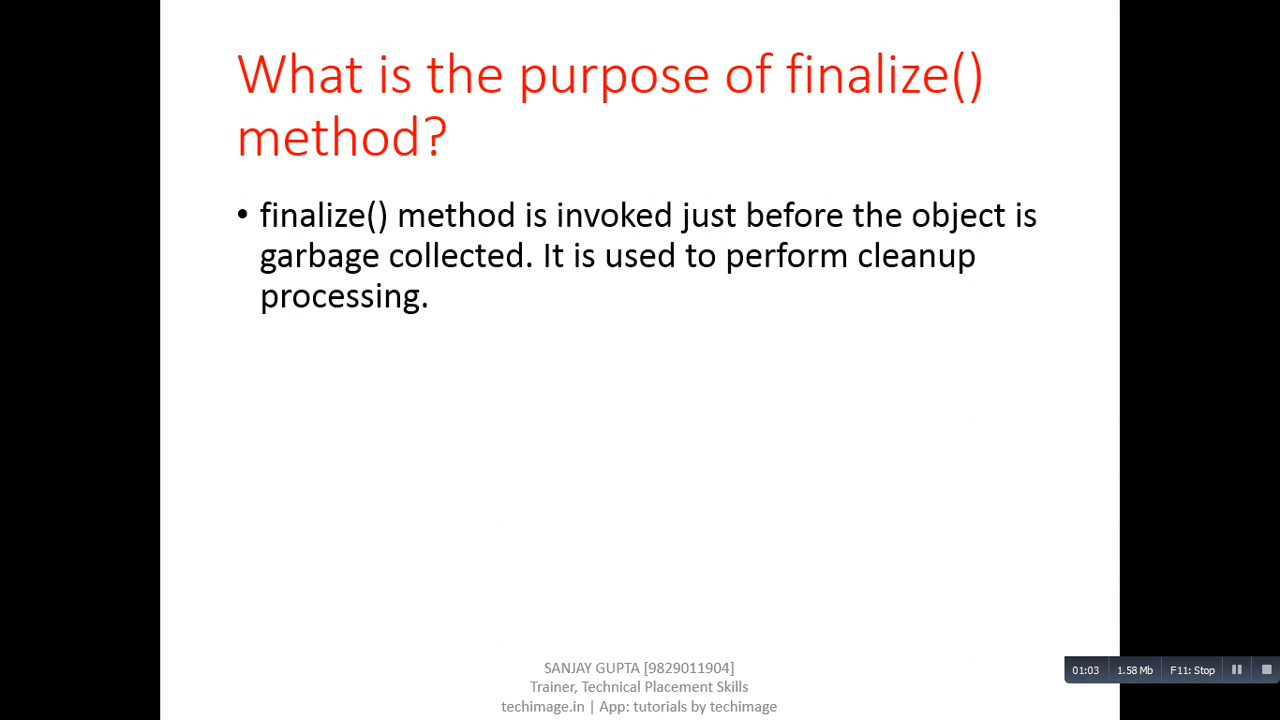 What is the purpose of finalize()
method?
• finalize() method is invoked just before the object is
garbage collected. It is used to perform cleanup
processing.
SANJAY GUPTA [9829011904]
Trainer, Technical Placement Skills
techimage.in | App: tutorials by techimage
01:03 1.58 Mb F11: Stop